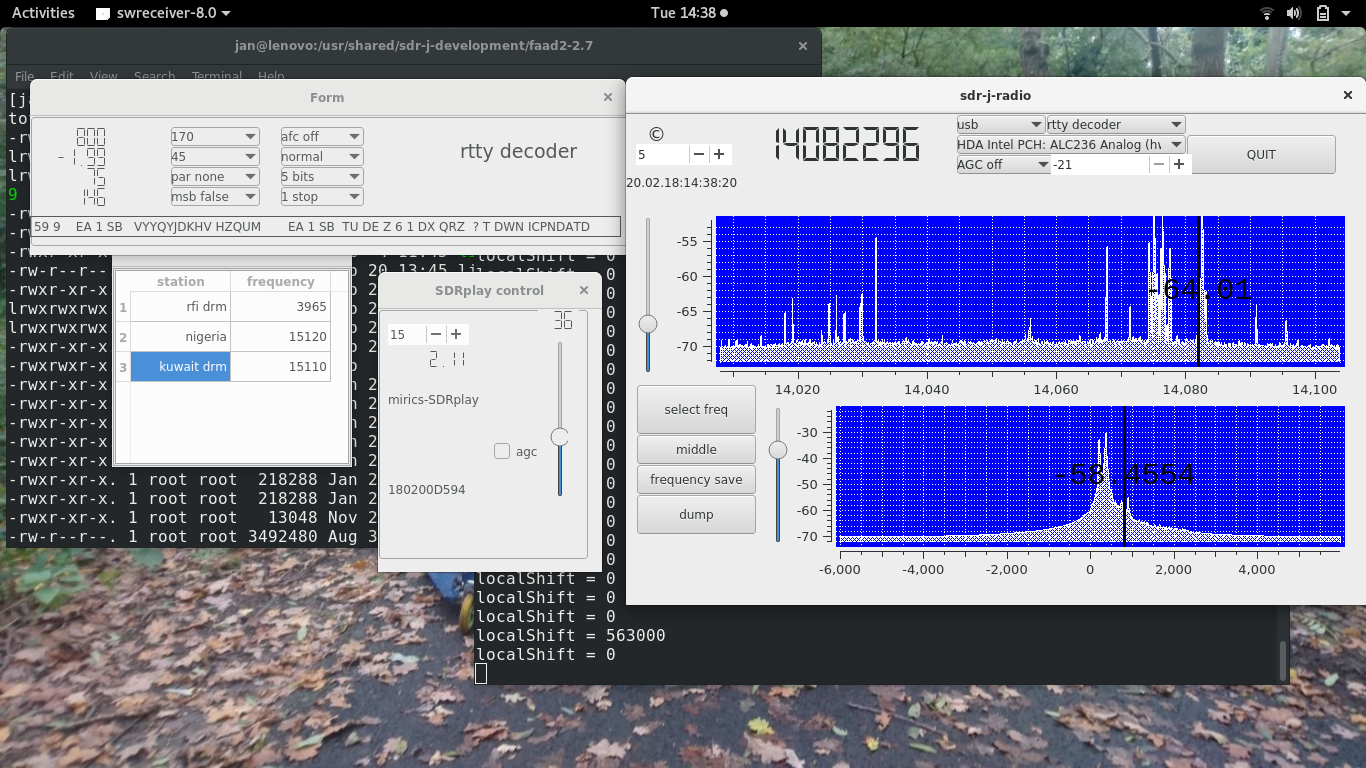 Activities swreceiver-8.0 Tue 14:38
jan@lenovo:/usr/shared/sdr-j-development/faad2-2.7
File Edit View Search Terminal Help
Form
800
-1.99
75
146
170
45
par none
msb false
afc off
normal
5 bits
1 stop
rtty decoder
59 9 EA 1 SB VYYQYJDKHV HZQUM EA 1 SB TU DE Z 6 1 DX QRZ ? T DWN ICPNDATD
station frequency
1 rfi drm 3965
2 nigeria 15120
3 kuwait drm 15110
SDRplay control
36
15
2.11
mirics-SDRplay
agc
180200D594
sdr-j-radio
©
5
20.02.18:14:38:20
14082296
usb
rtty decoder
HDA Intel PCH: ALC236 Analog (hv
AGC off
-21
QUIT
-55
-60
-64.01
-65
-70
14,020 14,040 14,060 14,080 14,100
select freq
middle
frequency save
dump
-30
-40
-58.4554
-50
-60
-70
-6,000 -4,000 -2,000 0 2,000 4,000
-rwxr-xr-x. 1 root root 218288 Jan 2
-rwxr-xr-x. 1 root root 218288 Jan 2
-rwxr-xr-x. 1 root root 13048 Nov 2
-rw-r--r--. 1 root root 3492480 Aug 3
localShift = 0
localShift = 0
localShift = 0
localShift = 563000
localShift = 0